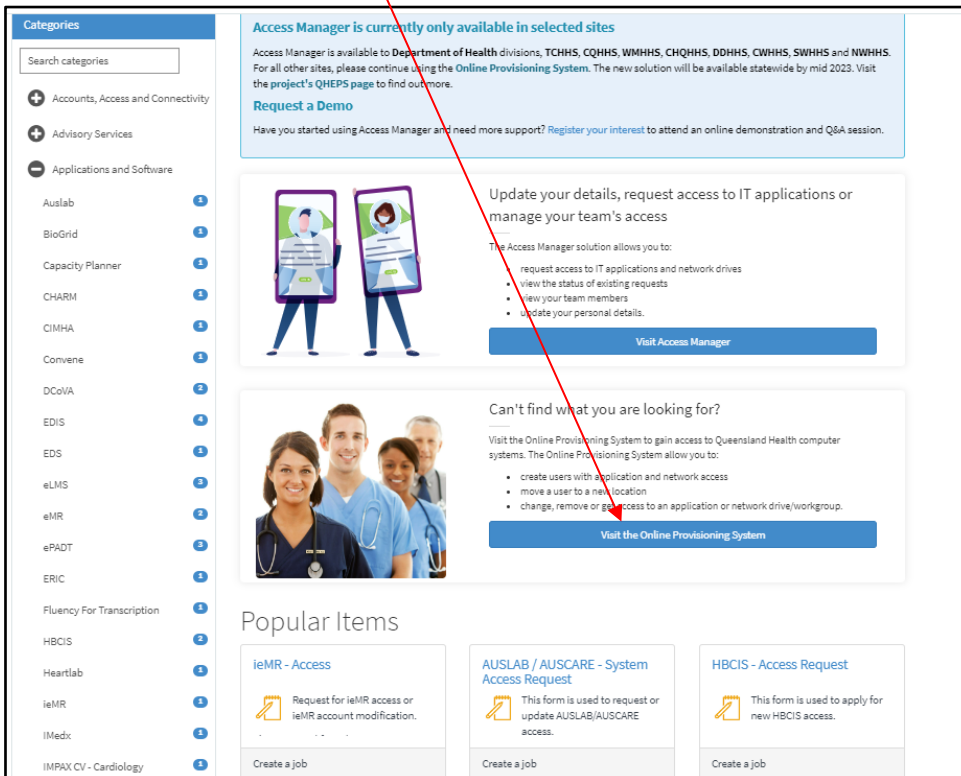 Categories
Search categories
Accounts, Access and Connectivity
Advisory Services
Applications and Software
Auslab 1
BioGrid 1
Capacity Planner 1
CHARM 1
CIMHA 1
Convene 1
DCoVA 2
EDIS 4
EDS 1
eLMS 3
eMR 2
ePADT 3
ERIC 1
Fluency For Transcription 1
HBCIS 2
Heartlab 1
ieMR 1
IMedx 1
IMPAX CV - Cardiology 1
Access Manager is currently only available in selected sites
Access Manager is available to Department of Health divisions, TCHHS, CQHHS, WMHHS, CHQHHS, DDHHS, CWHHS, SWHHS and NWHHS.
For all other sites, please continue using the Online Provisioning System. The new solution will be available statewide by mid 2023. Visit
the project's QHEPS page to find out more.
Request a Demo
Have you started using Access Manager and need more support? Register your interest to attend an online demonstration and Q&A session.
Update your details, request access to IT applications or
manage your team's access
The Access Manager solution allows you to:
request access to IT applications and network drives
view the status of existing requests
view your team members
update your personal details.
Visit Access Manager
Can't find what you are looking for?
Visit the Online Provisioning System to gain access to Queensland Health computer
systems. The Online Provisioning System allow you to:
create users with application and network access
move a user to a new location
change, remove or get access to an application or network drive/workgroup.
Visit the Online Provisioning System
Popular Items
ieMR - Access
Request for ieMR access or
ieMR account modification.
Create a job
AUSLAB / AUSCARE - System
Access Request
This form is used to request or
update AUSLAB/AUSCARE
access.
Create a job
HBCIS - Access Request
This form is used to apply for
new HBCIS access.
Create a job